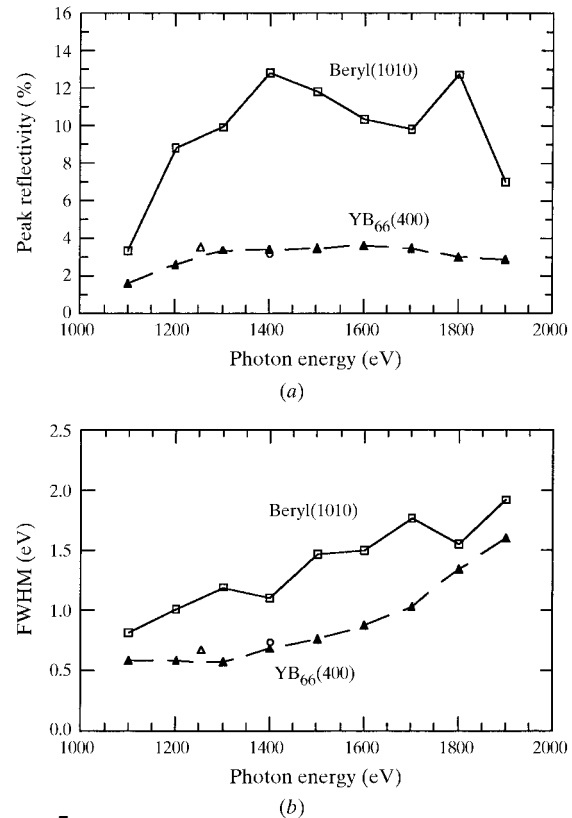 16
14
12
10
8
6
4
2
0
Peak reflectivity (%)
Beryl(1010)
YB66(400)
1000 1200 1400 1600 1800 2000
Photon energy (eV)
(a)
2.5
2.0
1.5
1.0
0.5
0.0
FWHM (eV)
Beryl(1010)
YB66(400)
1000 1200 1400 1600 1800 2000
Photon energy (eV)
(b)